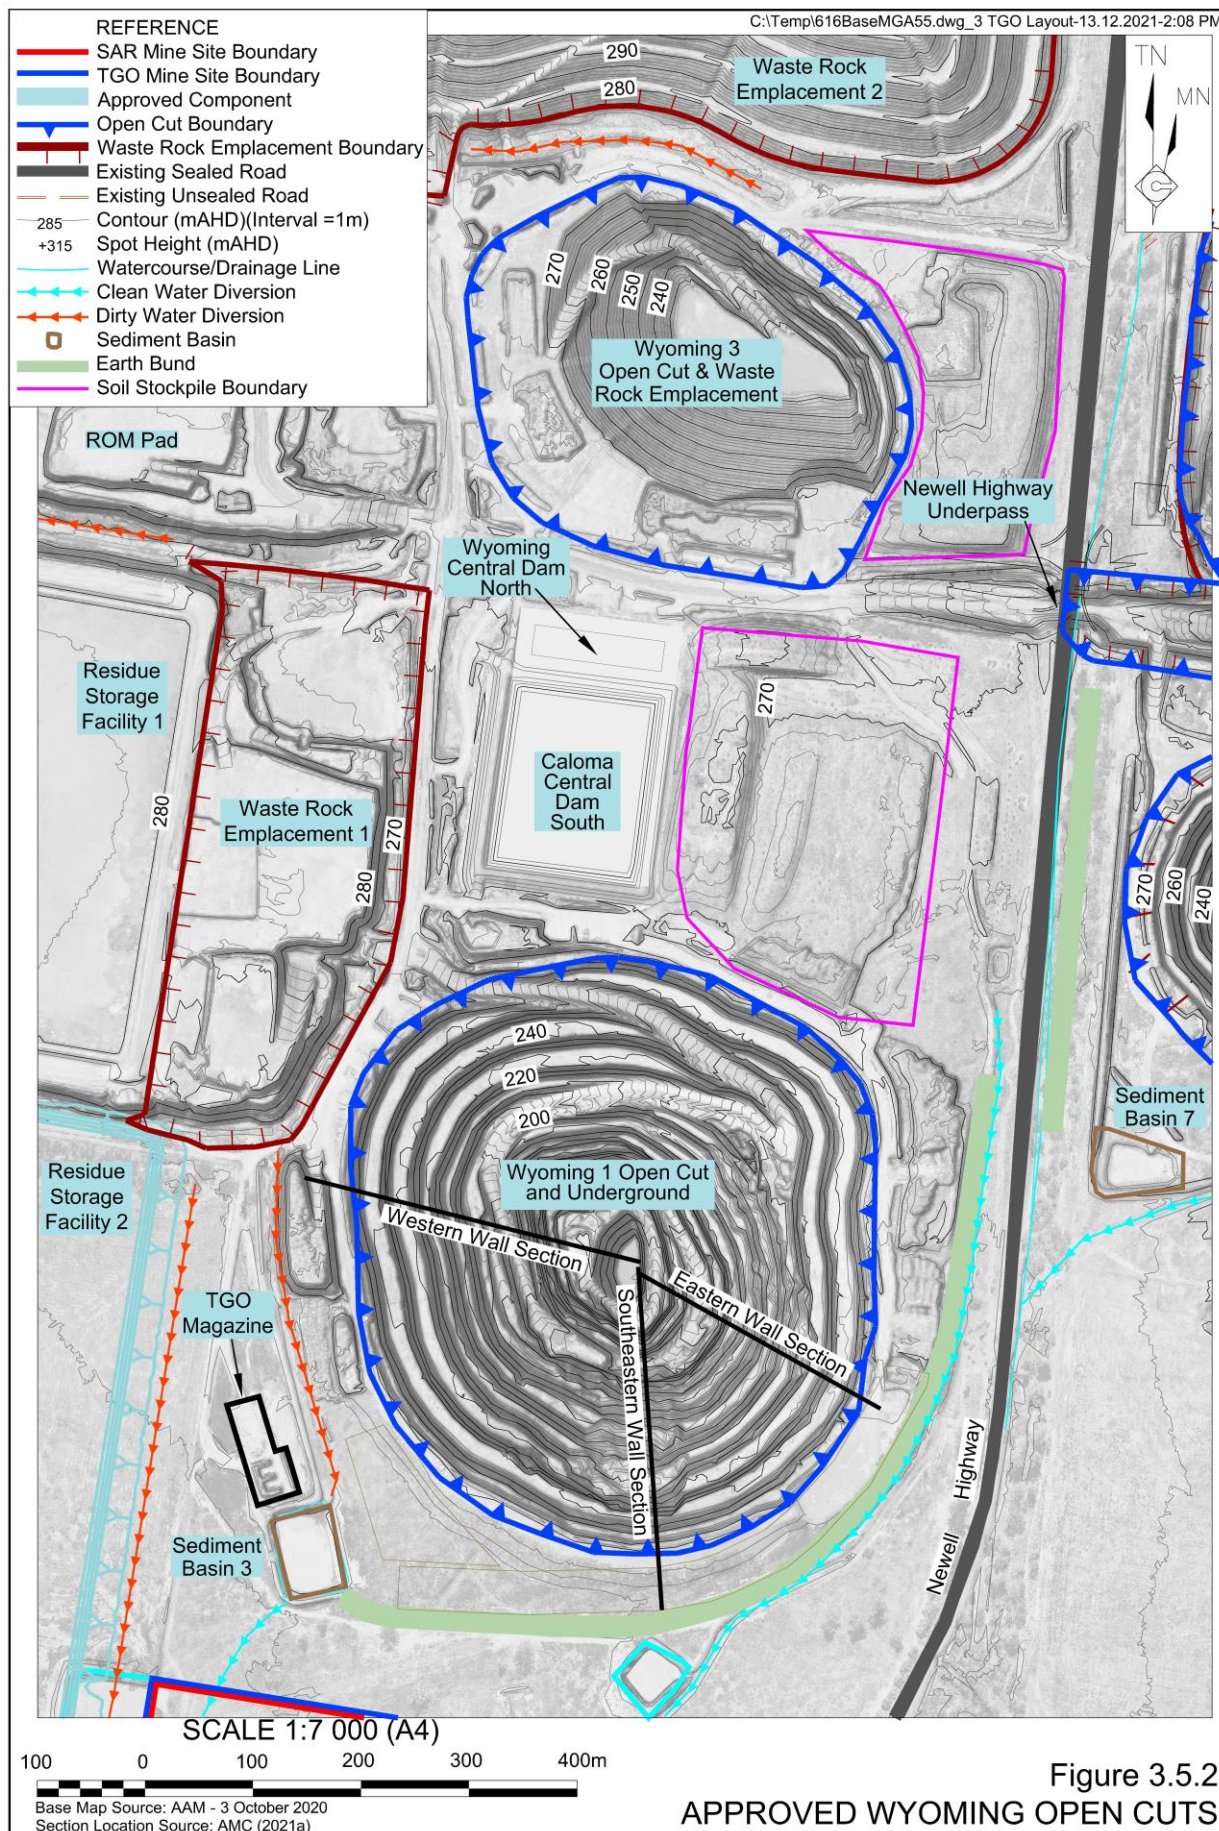 C:\Temp\616BaseMGA55.dwg_3 TGO Layout-13.12.2021-2:08 PM
REFERENCE
SAR Mine Site Boundary
TGO Mine Site Boundary
Approved Component
Open Cut Boundary
Waste Rock Emplacement Boundary
Existing Sealed Road
Existing Unsealed Road
285
Contour (mAHD)(Interval =1m)
+315
Spot Height (mAHD)
Watercourse/Drainage Line
Clean Water Diversion
Dirty Water Diversion
Sediment Basin
Earth Bund
Soil Stockpile Boundary
TN
MN
290
280
Waste Rock
Emplacement 2
270
260
250
240
Wyoming 3
Open Cut & Waste
Rock Emplacement
ROM Pad
Newell Highway
Underpass
Wyoming
Central Dam
North
Residue
Storage
Facility 1
270
280
Waste Rock
Emplacement 1
270
280
Caloma
Central
Dam
South
270
260
240
240
220
200
Sediment
Basin 7
Wyoming 1 Open Cut
and Underground
Residue
Storage
Facility 2
Western Wall Section
Eastern Wall Section
Southeastern Wall Section
TGO
Magazine
Sediment
Basin 3
Newell
Highway
SCALE 1:7 000 (A4)
100
0
100
200
300
400m
Base Map Source: AAM - 3 October 2020
Section Location Source: AMC (2021a)
Figure 3.5.2
APPROVED WYOMING OPEN CUTS